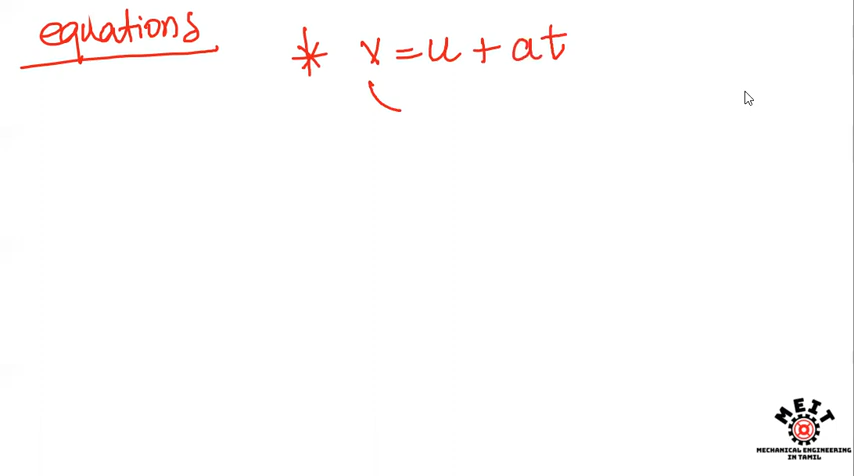 equations
* v = u + at
MEIT
MECHANICAL ENGINEERING
IN TAMIL